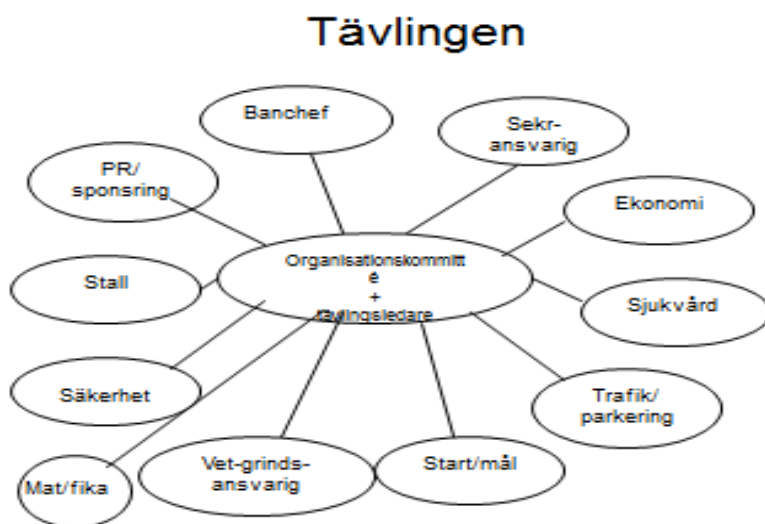 Tävlingen
Banchef
Sekr-
ansvarig
PR/
sponsring
Ekonomi
Organisationskommitt
é
+
tävlingsledare
Stall
Sjukvård
Säkerhet
Trafik/
parkering
Mat/fika
Vet-grinds-
ansvarig
Start/mål